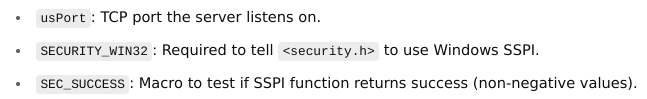 • usPort: TCP port the server listens on.
• SECURITY_WIN32: Required to tell <security.h> to use Windows SSPI.
• SEC_SUCCESS: Macro to test if SSPI function returns success (non-negative values).